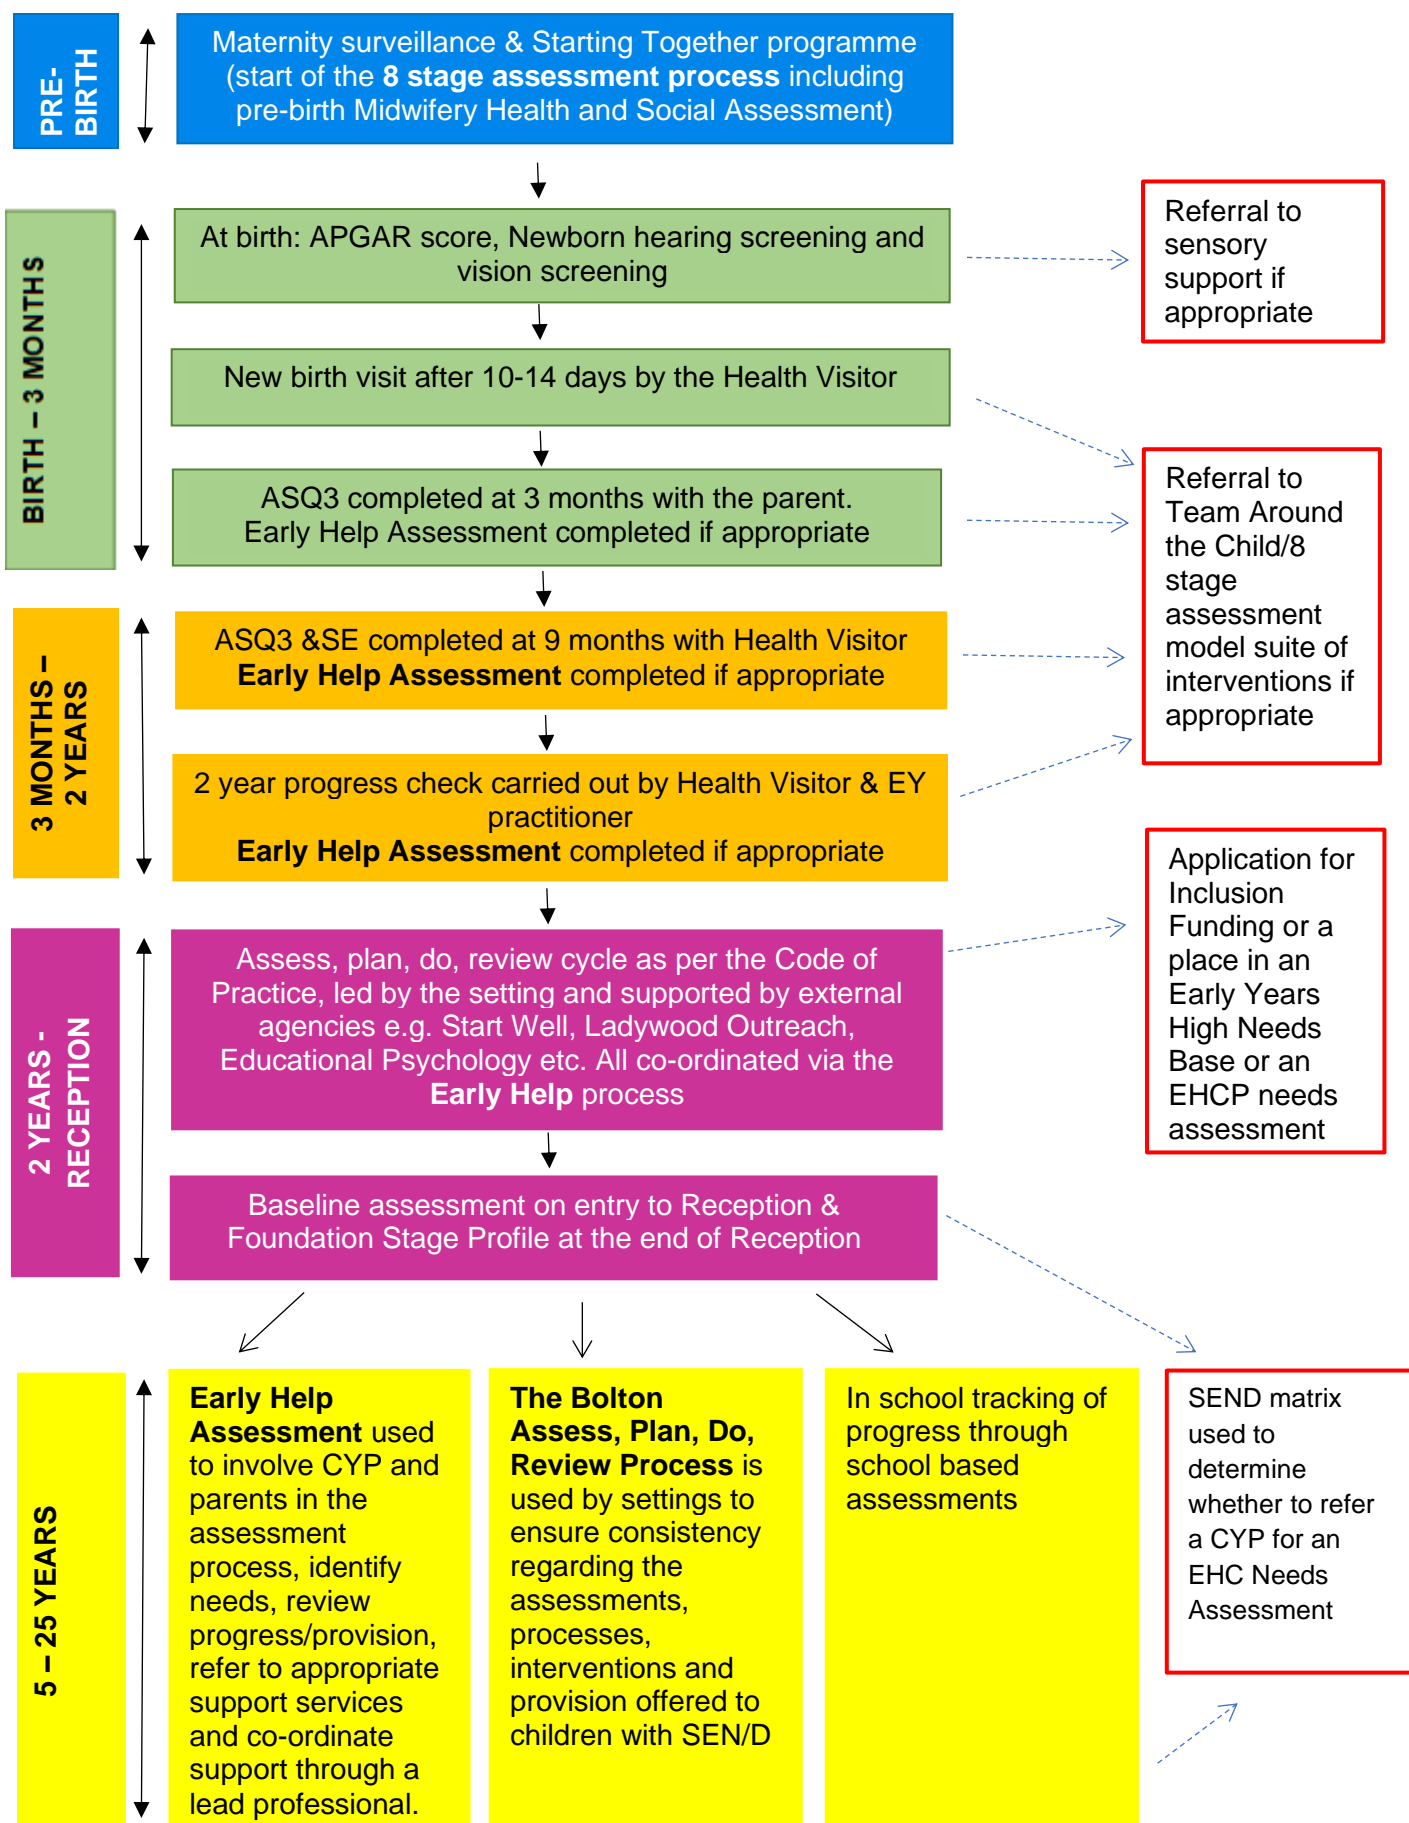 PRE-
BIRTH
Maternity surveillance & Starting Together programme
(start of the 8 stage assessment process including
pre-birth Midwifery Health and Social Assessment)
BIRTH – 3 MONTHS
At birth: APGAR score, Newborn hearing screening and
vision screening
Referral to
sensory
support if
appropriate
New birth visit after 10-14 days by the Health Visitor
ASQ3 completed at 3 months with the parent.
Early Help Assessment completed if appropriate
Referral to
Team Around
the Child/8
stage
assessment
model suite of
interventions if
appropriate
3 MONTHS –
2 YEARS
ASQ3 &SE completed at 9 months with Health Visitor
Early Help Assessment completed if appropriate
2 year progress check carried out by Health Visitor & EY
practitioner
Early Help Assessment completed if appropriate
2 YEARS -
RECEPTION
Assess, plan, do, review cycle as per the Code of
Practice, led by the setting and supported by external
agencies e.g. Start Well, Ladywood Outreach,
Educational Psychology etc. All co-ordinated via the
Early Help process
Application for
Inclusion
Funding or a
place in an
Early Years
High Needs
Base or an
EHCP needs
assessment
Baseline assessment on entry to Reception &
Foundation Stage Profile at the end of Reception
5 – 25 YEARS
Early Help
Assessment used
to involve CYP and
parents in the
assessment
process, identify
needs, review
progress/provision,
refer to appropriate
support services
and co-ordinate
support through a
lead professional.
The Bolton
Assess, Plan, Do,
Review Process is
used by settings to
ensure consistency
regarding the
assessments,
processes,
interventions and
provision offered to
children with SEN/D
In school tracking of
progress through
school based
assessments
SEND matrix
used to
determine
whether to refer
a CYP for an
EHC Needs
Assessment